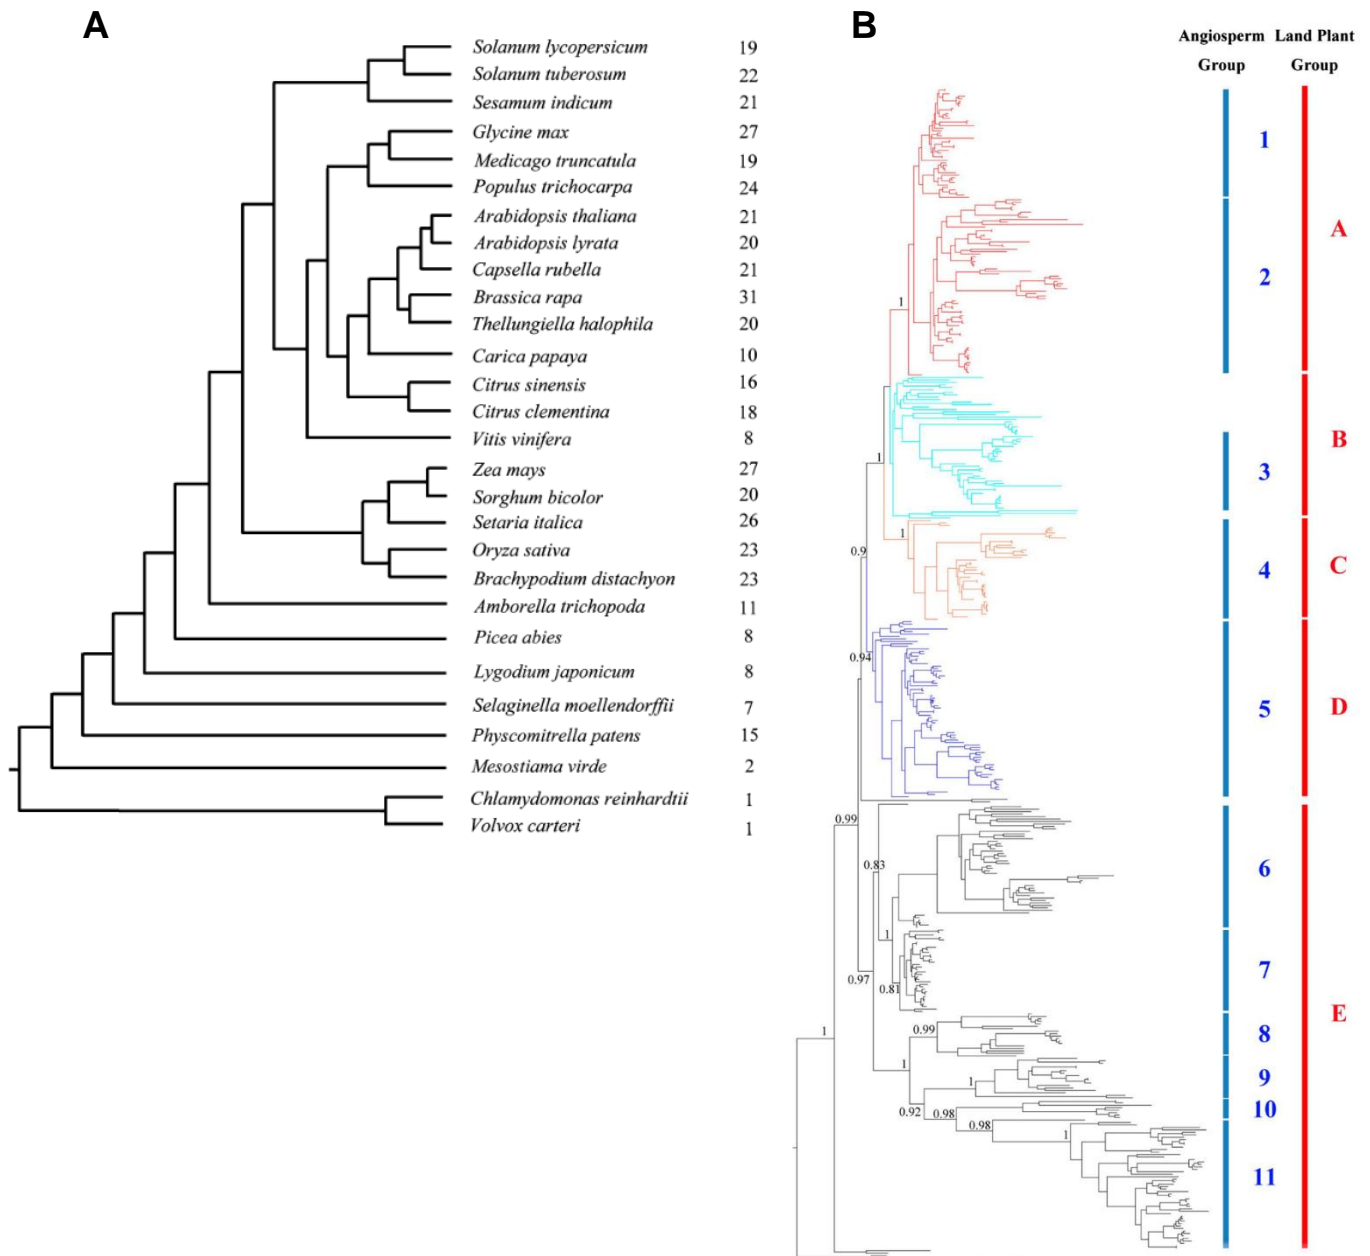 A
Solanum lycopersicum 19
Solanum tuberosum 22
Sesamum indicum 21
Glycine max 27
Medicago truncatula 19
Populus trichocarpa 24
Arabidopsis thaliana 21
Arabidopsis lyrata 20
Capsella rubella 21
Brassica rapa 31
Thellungiella halophila 20
Carica papaya 10
Citrus sinensis 16
Citrus clementina 18
Vitis vinifera 8
Zea mays 27
Sorghum bicolor 20
Setaria italica 26
Oryza sativa 23
Brachypodium distachyon 23
Amborella trichopoda 11
Picea abies 8
Lygodium japonicum 8
Selaginella moellendorffii 7
Physcomitrella patens 15
Mesostiama virde 2
Chlamydomonas reinhardtii 1
Volvox carteri 1
B
Angiosperm Land Plant
Group Group
1
A
2
1
B
1
3
1
0.9
C
4
0.94
D
5
0.99
0.83
6
1
7
0.97
0.81
E
1
0.99
8
1
1
9
0.92
0.98
10
0.98
1
11